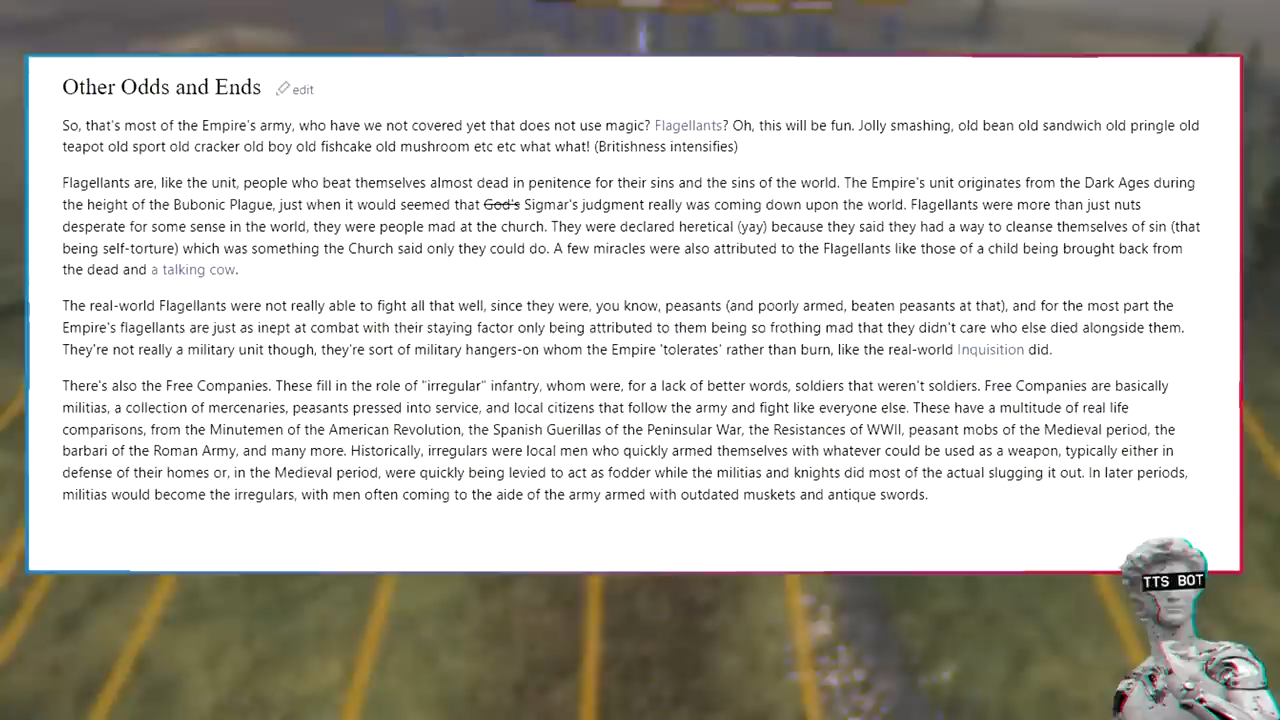 Other Odds and Ends edit
So, that's most of the Empire's army, who have we not covered yet that does not use magic? Flagellants? Oh, this will be fun. Jolly smashing, old bean old sandwich old pringle old
teapot old sport old cracker old boy old fishcake old mushroom etc etc what what! (Britishness intensifies)
Flagellants are, like the unit, people who beat themselves almost dead in penitence for their sins and the sins of the world. The Empire's unit originates from the Dark Ages during
the height of the Bubonic Plague, just when it would seemed that God's Sigmar's judgment really was coming down upon the world. Flagellants were more than just nuts
desperate for some sense in the world, they were people mad at the church. They were declared heretical (yay) because they said they had a way to cleanse themselves of sin (that
being self-torture) which was something the Church said only they could do. A few miracles were also attributed to the Flagellants like those of a child being brought back from
the dead and a talking cow.
The real-world Flagellants were not really able to fight all that well, since they were, you know, peasants (and poorly armed, beaten peasants at that), and for the most part the
Empire's flagellants are just as inept at combat with their staying factor only being attributed to them being so frothing mad that they didn't care who else died alongside them.
They're not really a military unit though, they're sort of military hangers-on whom the Empire 'tolerates' rather than burn, like the real-world Inquisition did.
There's also the Free Companies. These fill in the role of "irregular" infantry, whom were, for a lack of better words, soldiers that weren't soldiers. Free Companies are basically
militias, a collection of mercenaries, peasants pressed into service, and local citizens that follow the army and fight like everyone else. These have a multitude of real life
comparisons, from the Minutemen of the American Revolution, the Spanish Guerillas of the Peninsular War, the Resistances of WWII, peasant mobs of the Medieval period, the
barbari of the Roman Army, and many more. Historically, irregulars were local men who quickly armed themselves with whatever could be used as a weapon, typically either in
defense of their homes or, in the Medieval period, were quickly being levied to act as fodder while the militias and knights did most of the actual slugging it out. In later periods,
militias would become the irregulars, with men often coming to the aide of the army armed with outdated muskets and antique swords.
TTS BOT